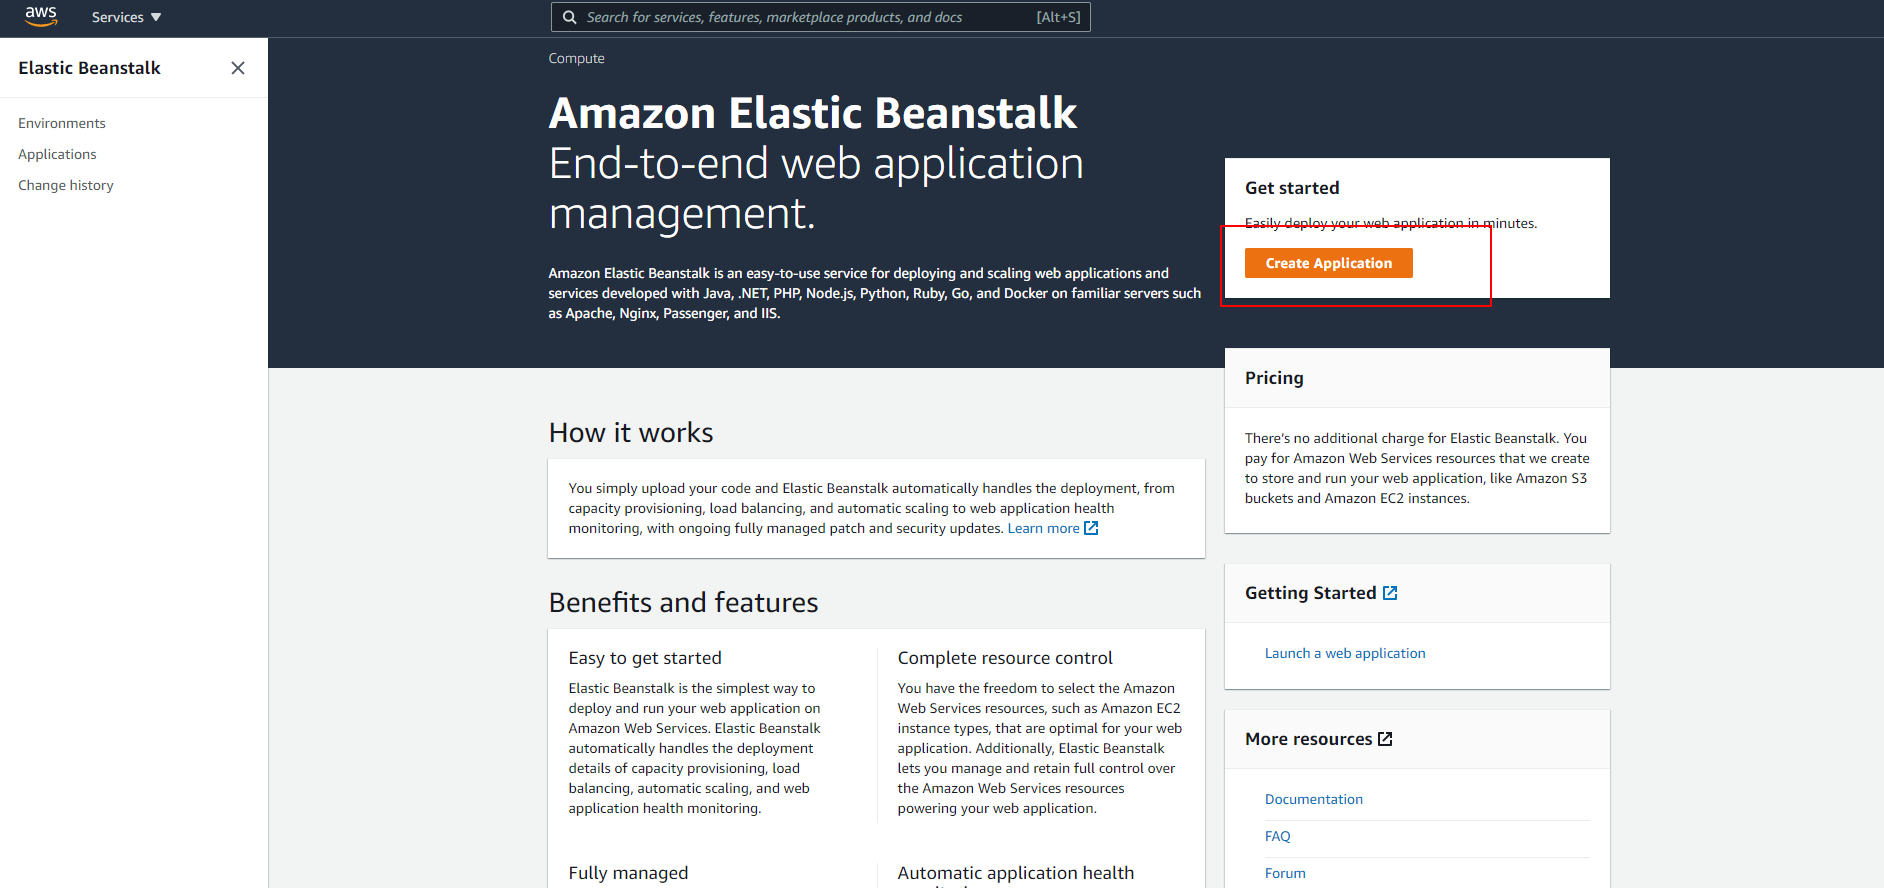 aws
Services
Search for services, features, marketplace products, and docs
[Alt+S]
Elastic Beanstalk
Environments
Applications
Change history
Compute
Amazon Elastic Beanstalk
End-to-end web application
management.
Amazon Elastic Beanstalk is an easy-to-use service for deploying and scaling web applications and
services developed with Java, .NET, PHP, Node.js, Python, Ruby, Go, and Docker on familiar servers such
as Apache, Nginx, Passenger, and IIS.
Get started
Easily deploy your web application in minutes.
Create Application
Pricing
There's no additional charge for Elastic Beanstalk. You
pay for Amazon Web Services resources that we create
to store and run your web application, like Amazon S3
buckets and Amazon EC2 instances.
How it works
You simply upload your code and Elastic Beanstalk automatically handles the deployment, from
capacity provisioning, load balancing, and automatic scaling to web application health
monitoring, with ongoing fully managed patch and security updates. Learn more
Benefits and features
Easy to get started
Elastic Beanstalk is the simplest way to
deploy and run your web application on
Amazon Web Services. Elastic Beanstalk
automatically handles the deployment
details of capacity provisioning, load
balancing, automatic scaling, and web
application health monitoring.
Complete resource control
You have the freedom to select the Amazon
Web Services resources, such as Amazon EC2
instance types, that are optimal for your web
application. Additionally, Elastic Beanstalk
lets you manage and retain full control over
the Amazon Web Services resources
powering your web application.
Fully managed
Automatic application health
Getting Started
Launch a web application
More resources
Documentation
FAQ
Forum